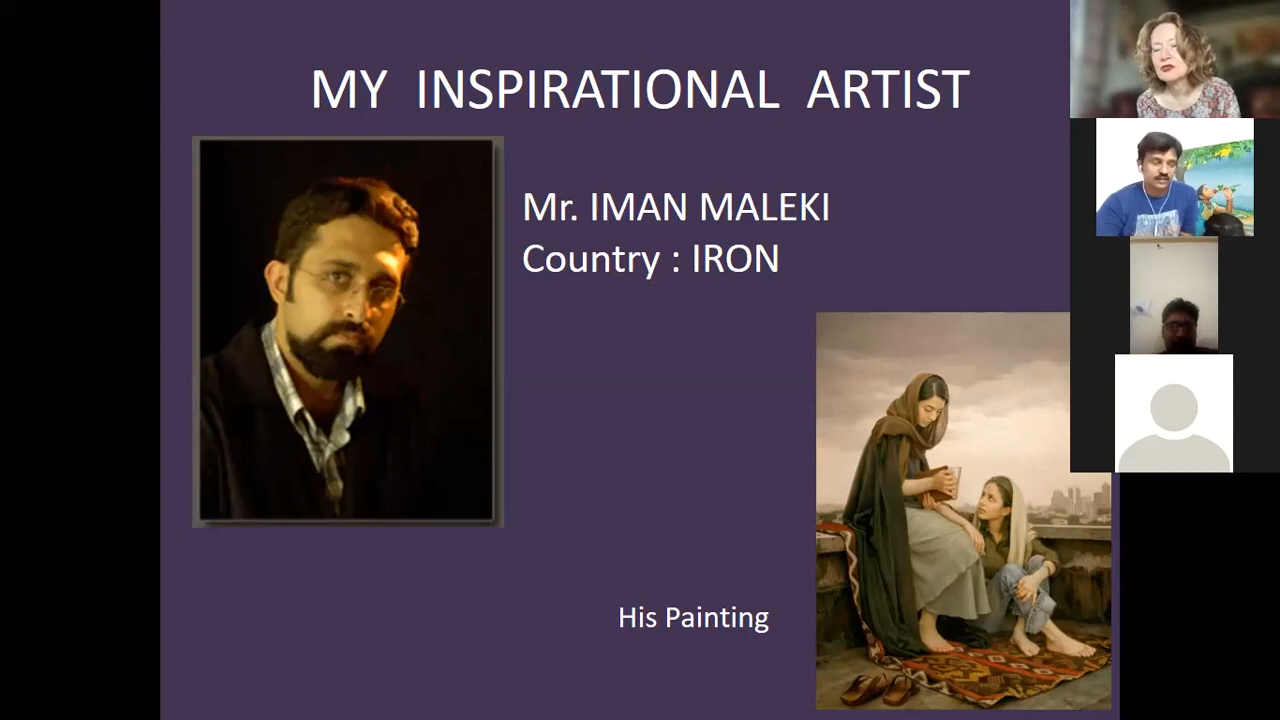 MY INSPIRATIONAL ARTIST
Mr. IMAN MALEKI
Country : IRON
His Painting